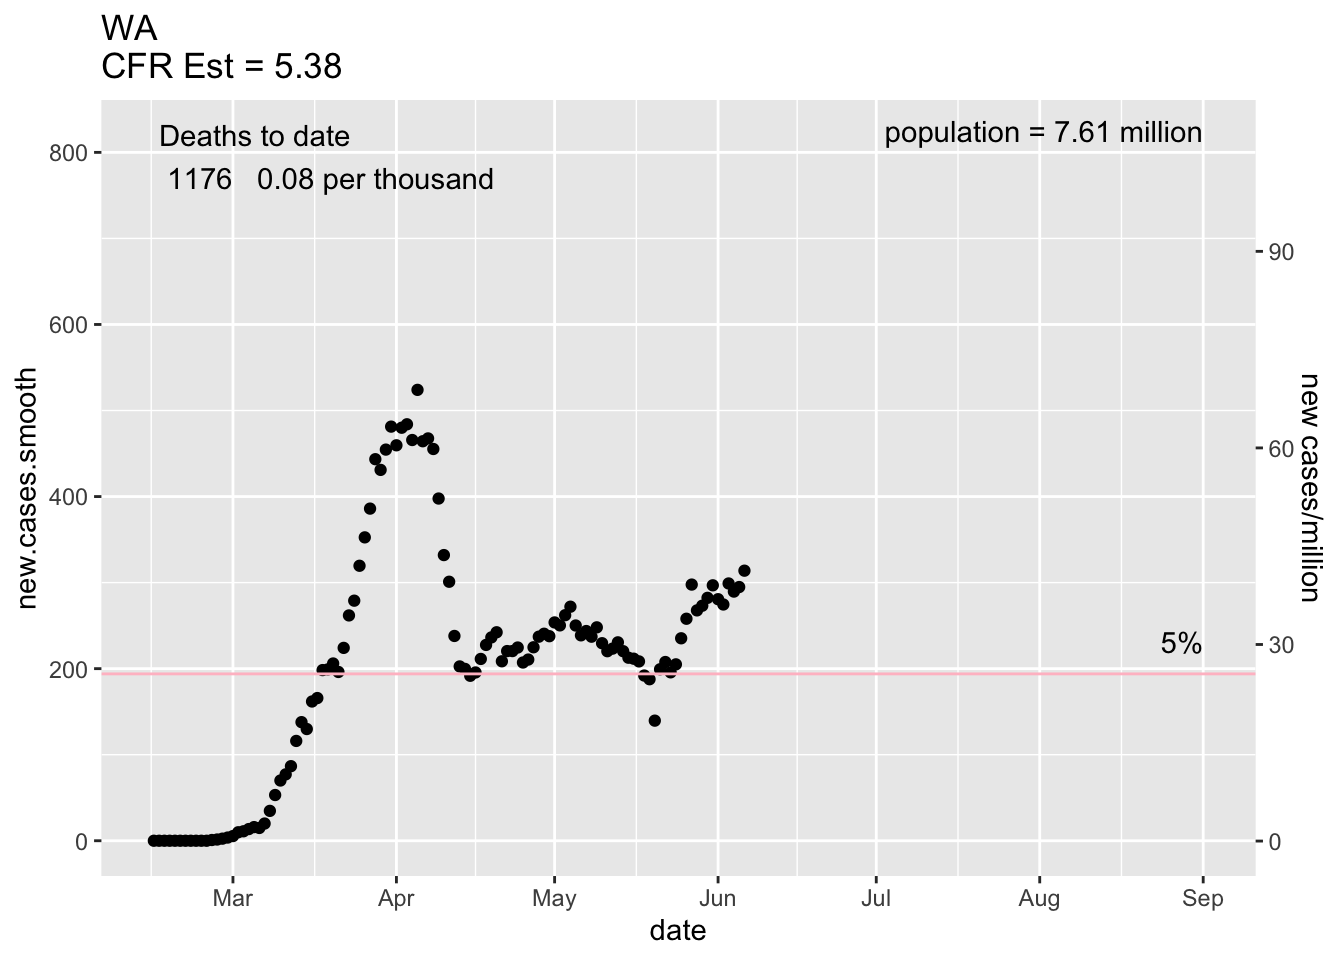 WA
CFR Est = 5.38
Deaths to date
1176 0.08 per thousand
population = 7.61 million
800
600
400
200
0
new.cases.smooth
90
60
30
0
new cases/million
5%
Mar Apr May Jun Jul Aug Sep
date